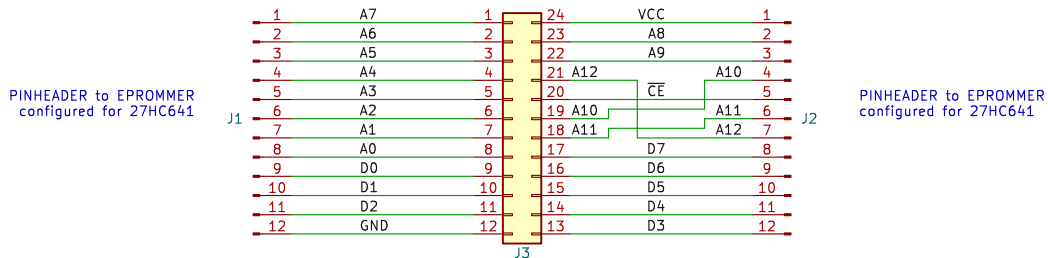 1 A7 1 24 VCC 1
2 A6 2 23 A8 2
3 A5 3 22 A9 3
4 A4 4 21 A12 A10 4
PINHEADER to EPROMMER
configured for 27HC641
5 A3 5 20 C̅E̅ 5
PINHEADER to EPROMMER
configured for 27HC641
J1
6 A2 6 19 A10 A11 6
J2
7 A1 7 18 A11 A12 7
8 A0 8 17 D7 8
9 D0 9 16 D6 9
10 D1 10 15 D5 10
11 D2 11 14 D4 11
12 GND 12 13 D3 12
J3